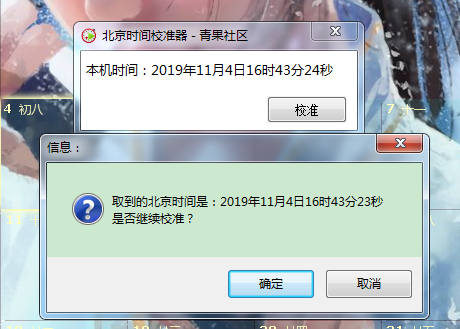 北京时间校准器 - 青果社区
本机时间：2019年11月4日16时43分24秒
校准
4 初八
7 十一
信息：
取到的北京时间是：2019年11月4日16时43分23秒
是否继续校准？
确定
取消